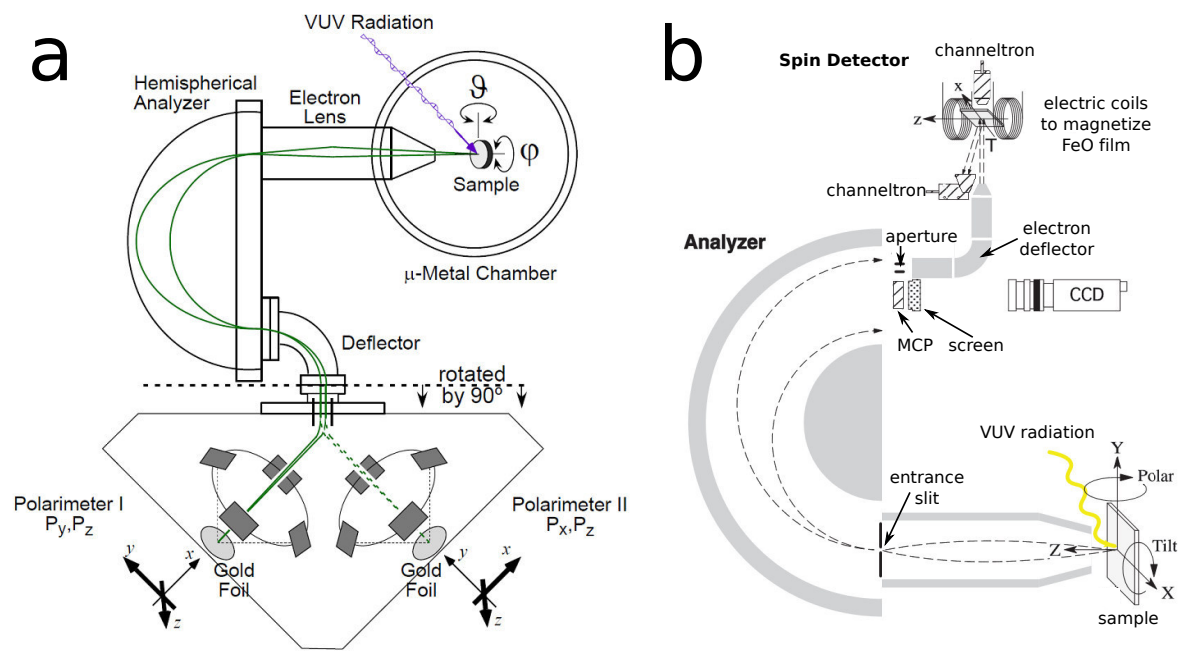 a
VUV Radiation
Hemispherical
Analyzer
Electron
Lens
ϑ
φ
Sample
μ-Metal Chamber
Deflector
rotated
by 90º
Polarimeter I
Py,Pz
Polarimeter II
Px,Pz
y
x
z
Gold
Foil
Gold
Foil
y
x
z
b
Spin Detector
channeltron
x
z
T
electric coils
to magnetize
FeO film
channeltron
Analyzer
aperture
electron
deflector
CCD
MCP
screen
VUV radiation
Y
Polar
entrance
slit
Z
Tilt
X
sample